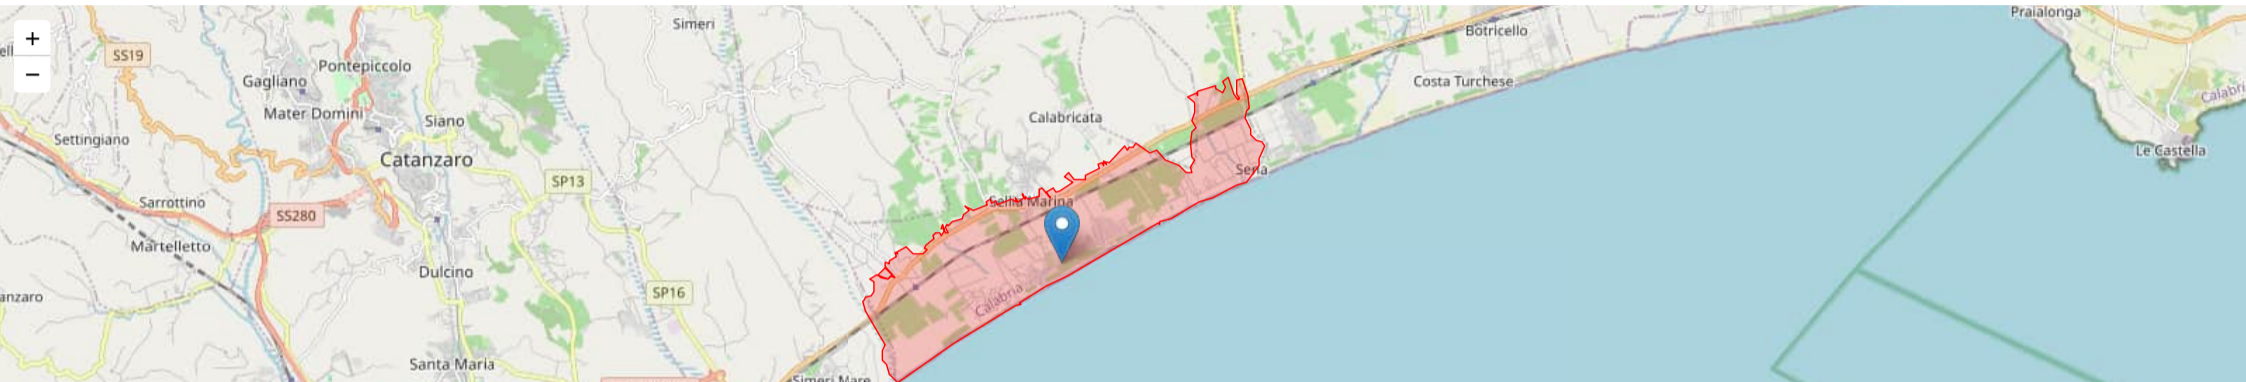 +
−
SS19
Simeri
Botricello
Praialonga
Pontepiccolo
Gagliano
Costa Turchese
Mater Domini
Siano
Calabricata
Settingiano
Le Castella
Catanzaro
Sena
SP13
Sarrottino
Sellia Marina
SS280
Martelletto
Dulcino
SP16
anzaro
Calabria
Santa Maria
Simeri Mare